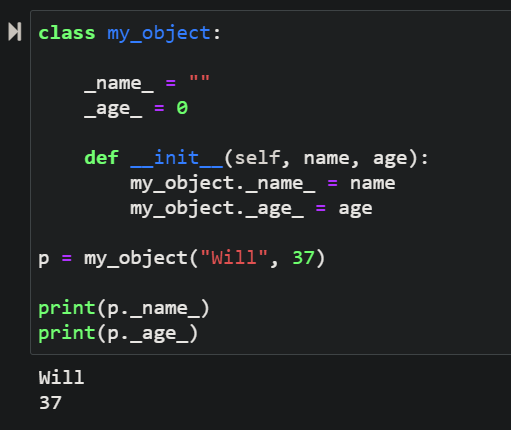 class my_object:
    _name_ = ""
    _age_ = 0
    def __init__(self, name, age):
        my_object._name_ = name
        my_object._age_ = age
p = my_object("Will", 37)
print(p._name_)
print(p._age_)
Will
37